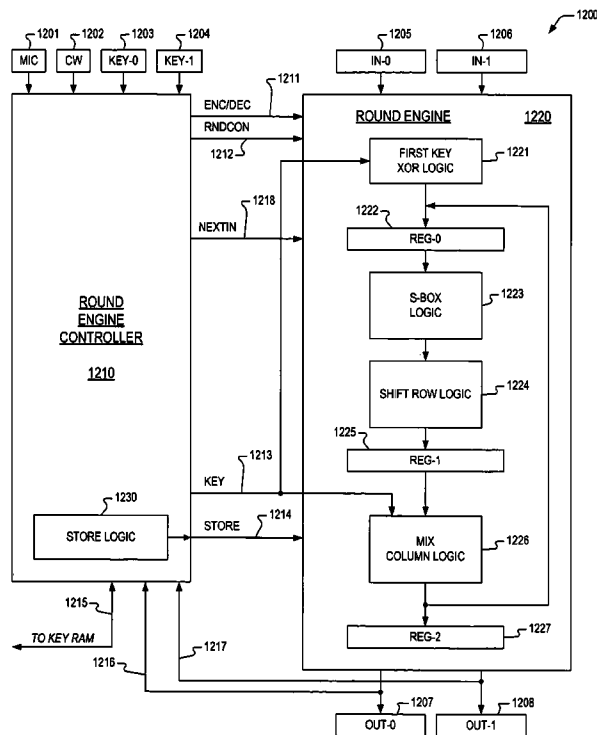 1200
1201 1202 1203 1204 1205 1206
MIC CW KEY-0 KEY-1 IN-0 IN-1
1211
ENC/DEC
RNDCON
1212
ROUND ENGINE 1220
FIRST KEY
XOR LOGIC
1221
1218
NEXTIN
1222
REG-0
S-BOX
LOGIC
1223
ROUND
ENGINE
CONTROLLER
1210
SHIFT ROW LOGIC
1224
1225
REG-1
KEY
1213
1230
STORE LOGIC
STORE
1214
MIX
COLUMN LOGIC
1226
1215
TO KEY RAM
1216
1217
REG-2
1227
1207 1208
OUT-0 OUT-1